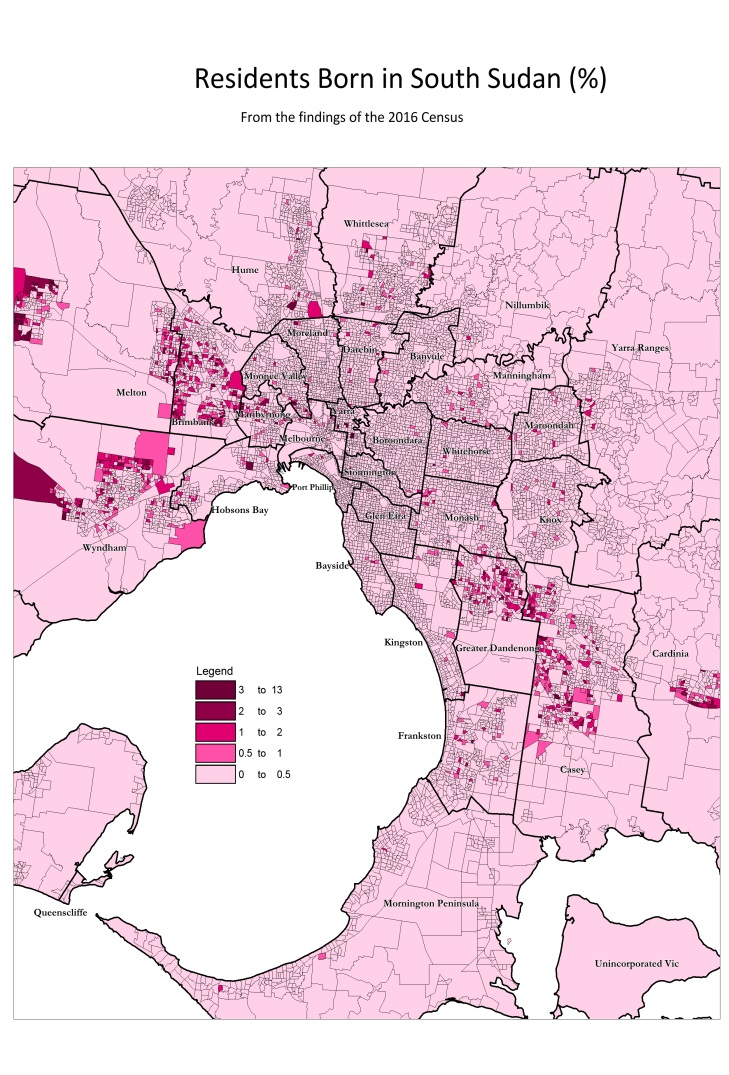 Residents Born in South Sudan (%)
From the findings of the 2016 Census
Whittlesea
Hume
Nillumbik
Moreland
Yarra Ranges
Darebin
Banyule
Moonee Valley
Manningham
Melton
Maribyrnong
Yarra
Brimbank
Maroondah
Melbourne
Boroondara
Whitehorse
Stonnington
Port Phillip
Hobsons Bay
Glen Eira
Monash
Knox
Wyndham
Bayside
Kingston
Greater Dandenong
Cardinia
Legend
3 to 13
2 to 3
1 to 2
0.5 to 1
0 to 0.5
Frankston
Casey
Mornington Peninsula
Queenscliffe
Unincorporated Vic